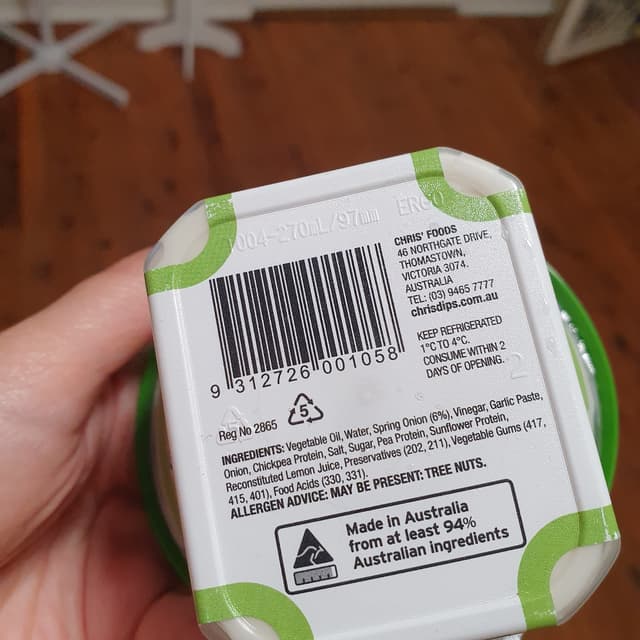 1004-270mL/97mm ERGO
CHRIS' FOODS
46 NORTHGATE DRIVE,
THOMASTOWN,
VICTORIA 3074,
AUSTRALIA
TEL: (03) 9465 7777
chrisdips.com.au
KEEP REFRIGERATED
1°C TO 4°C.
CONSUME WITHIN 2
DAYS OF OPENING.
2
9 312726 001058
5
Reg No 2865
INGREDIENTS: Vegetable Oil, Water, Spring Onion (6%), Vinegar, Garlic Paste,
Onion, Chickpea Protein, Salt, Sugar, Pea Protein, Sunflower Protein,
Reconstituted Lemon Juice, Preservatives (202, 211), Vegetable Gums (417,
415, 401), Food Acids (330, 331).
ALLERGEN ADVICE: MAY BE PRESENT: TREE NUTS.
Made in Australia
from at least 94%
Australian ingredients